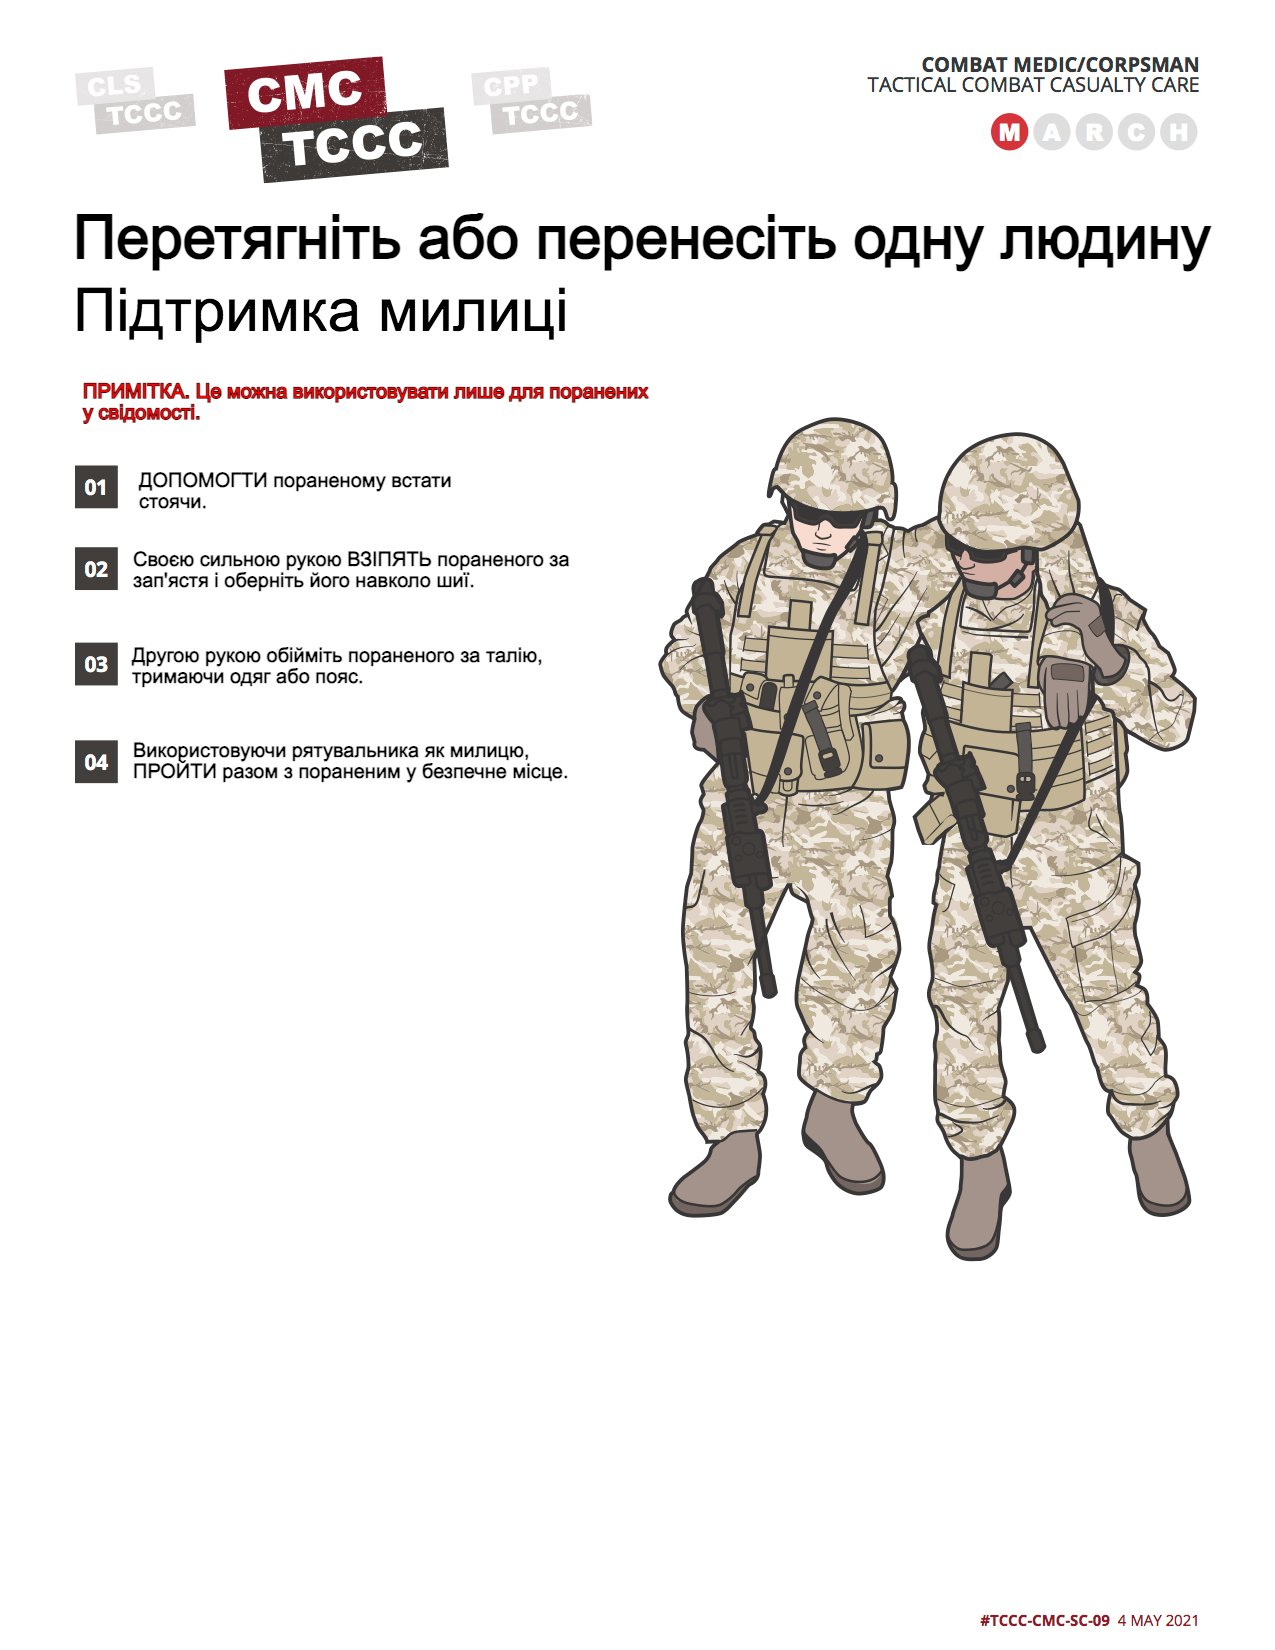 CLS
TCCC
CMC
TCCC
CPP
TCCC
COMBAT MEDIC/CORPSMAN
TACTICAL COMBAT CASUALTY CARE
M A R C H
Перетягніть або перенесіть одну людину
Підтримка милиці
ПРИМІТКА. Це можна використовувати лише для поранених
у свідомості.
01 ДОПОМОГТИ пораненому встати
стоячи.
02 Своєю сильною рукою ВЗІПЯТЬ пораненого за
зап'ястя і оберніть його навколо шиї.
03 Другою рукою обійміть пораненого за талію,
тримаючи одяг або пояс.
04 Використовуючи рятувальника як милицю,
ПРОЙТИ разом з пораненим у безпечне місце.
#TCCC-CMC-SC-09 4 MAY 2021